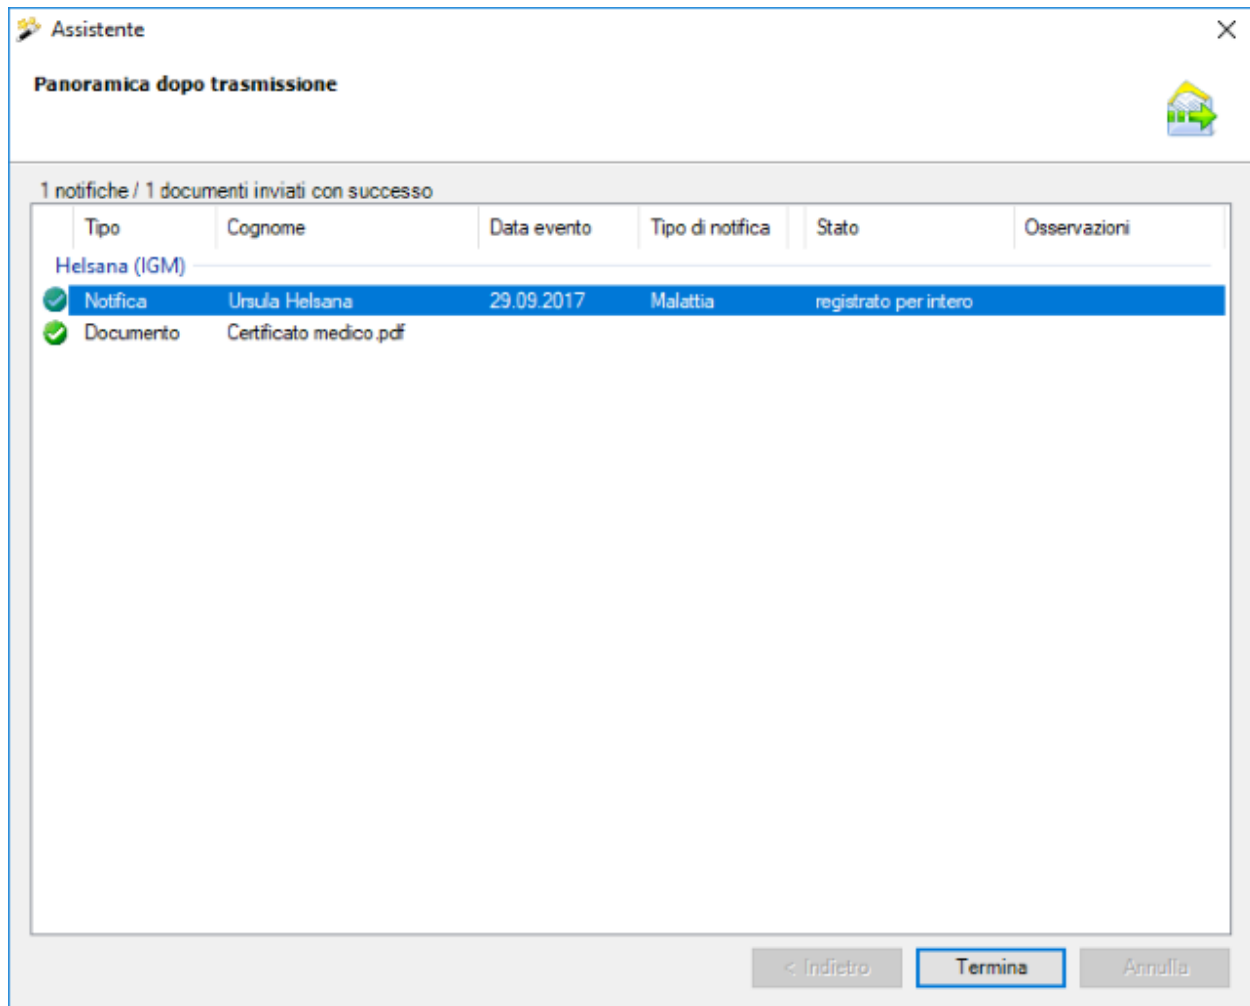 Assistente
Panoramica dopo trasmissione
1 notifiche / 1 documenti inviati con successo
Tipo Cognome Data evento Tipo di notifica Stato Osservazioni
Helsana (IGM)
Notifica Ursula Helsana 29.09.2017 Malattia registrato per intero
Documento Certificato medico.pdf
< Indietro Termina Annulla